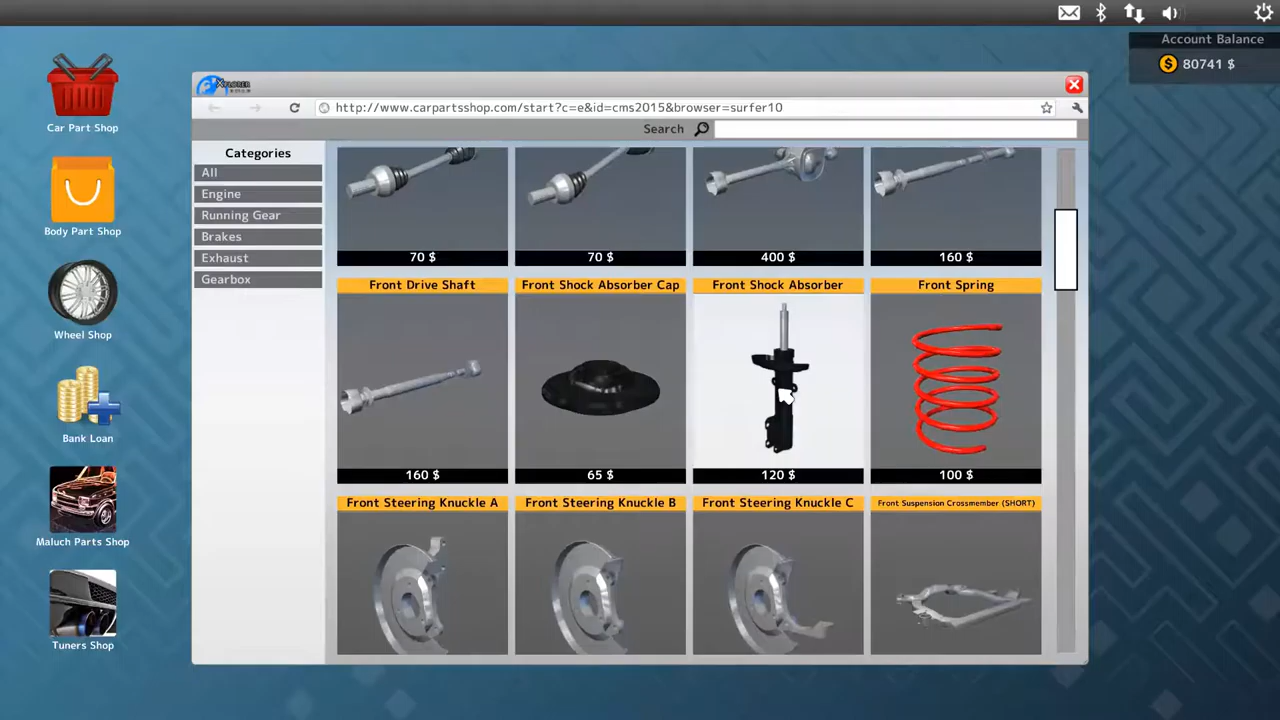 Account Balance
80741 $
Car Part Shop
Body Part Shop
Wheel Shop
Bank Loan
Maluch Parts Shop
Tuners Shop
XPLORER
http://www.carpartsshop.com/start?c=e&id=cms2015&browser=surfer10
Search
Categories
All
Engine
Running Gear
Brakes
Exhaust
Gearbox
70 $ 70 $ 400 $ 160 $
Front Drive Shaft Front Shock Absorber Cap Front Shock Absorber Front Spring
160 $ 65 $ 120 $ 100 $
Front Steering Knuckle A Front Steering Knuckle B Front Steering Knuckle C Front Suspension Crossmember (SHORT)